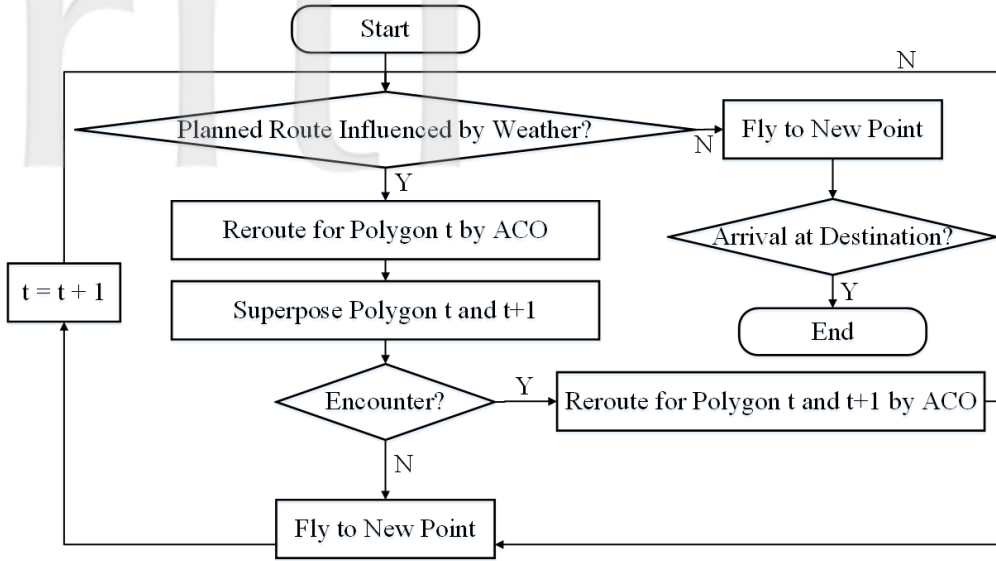 Start
N
Planned Route Influenced by Weather?
N
Fly to New Point
Y
Reroute for Polygon t by ACO
Arrival at Destination?
t = t + 1
Superpose Polygon t and t+1
Y
End
Encounter?
Y
Reroute for Polygon t and t+1 by ACO
N
Fly to New Point